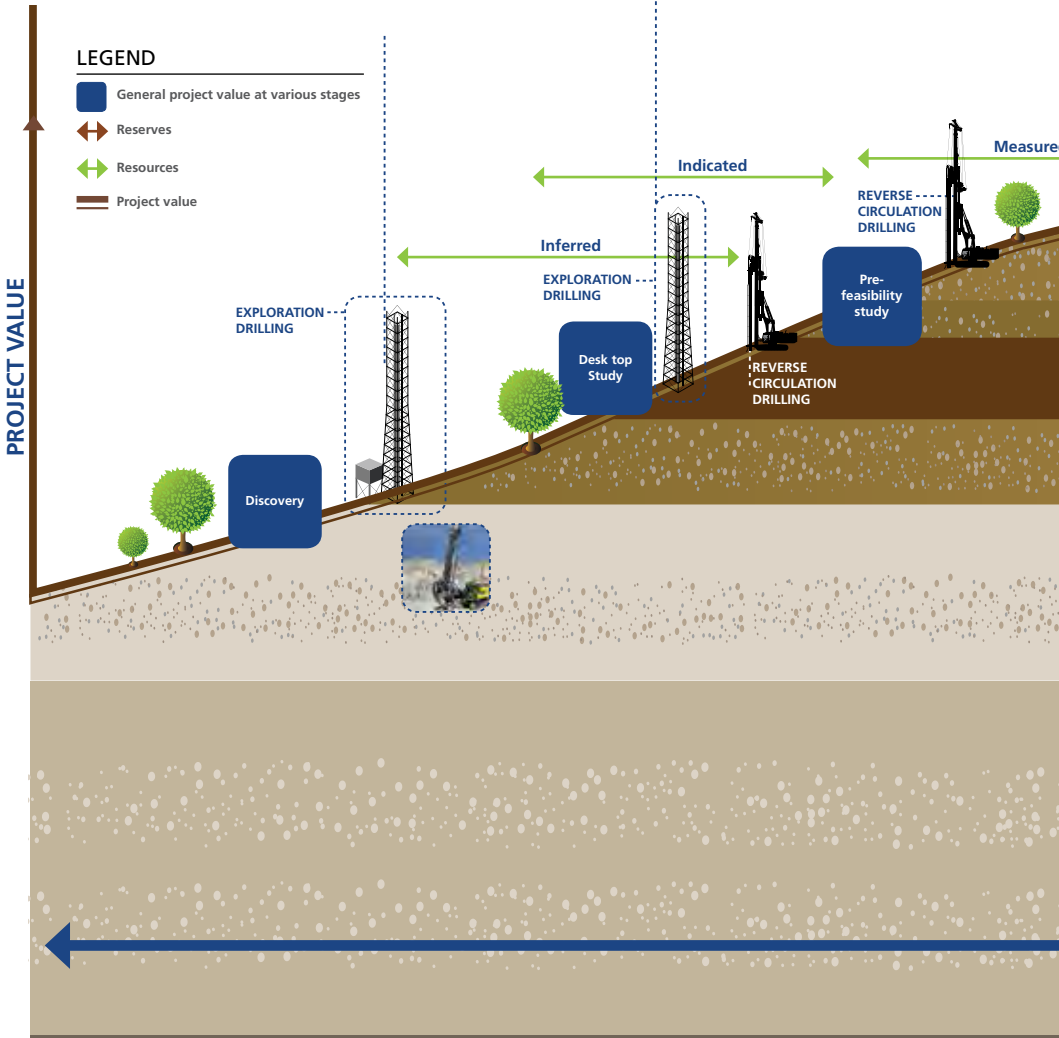 LEGEND
General project value at various stages
Reserves
Resources
Project value
PROJECT VALUE
Measured
Indicated
REVERSE
CIRCULATION
DRILLING
Inferred
EXPLORATION
DRILLING
Pre-
feasibility
study
EXPLORATION
DRILLING
Desk top
Study
REVERSE
CIRCULATION
DRILLING
Discovery